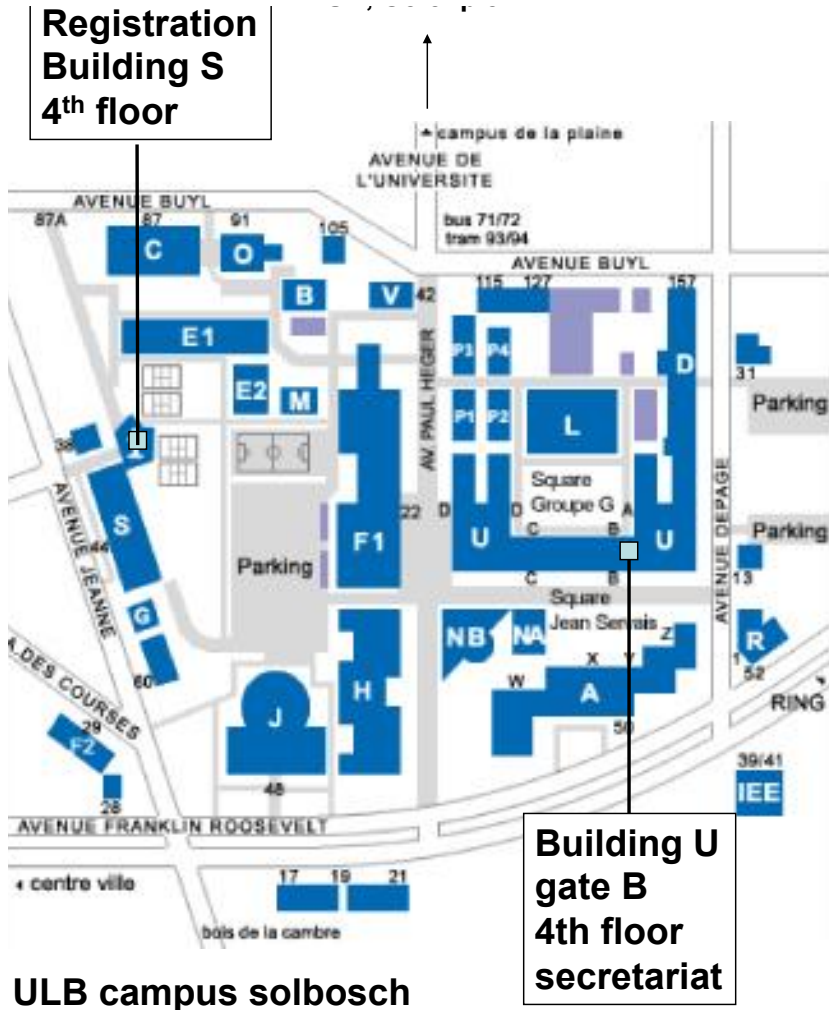 Registration
Building S
4th floor
campus de la plaine
AVENUE DE
L'UNIVERSITE
AVENUE BUYL
87A
87
91
105
bus 71/72
tram 93/94
AVENUE BUYL
C
O
B
V
42
115
127
157
E1
P3
P4
D
E2
M
AV. PAUL HEGER
31
P1
P2
L
Parking
38
AVENUE JEANNE
Square
Groupe G
22
D
D
A
C
B
S
44
F1
U
U
AVENUE DEPAGE
Parking
Parking
C
B
13
G
Square
Jean Servais
NB
NA
Z
R
X
Y
1
52
60
W
A
H
RING
A. DES COURSES
J
50
29
F2
39/41
IEE
28
48
AVENUE FRANKLIN ROOSEVELT
centre ville
17
19
21
bois de la cambre
Building U
gate B
4th floor
secretariat
ULB campus solbosch